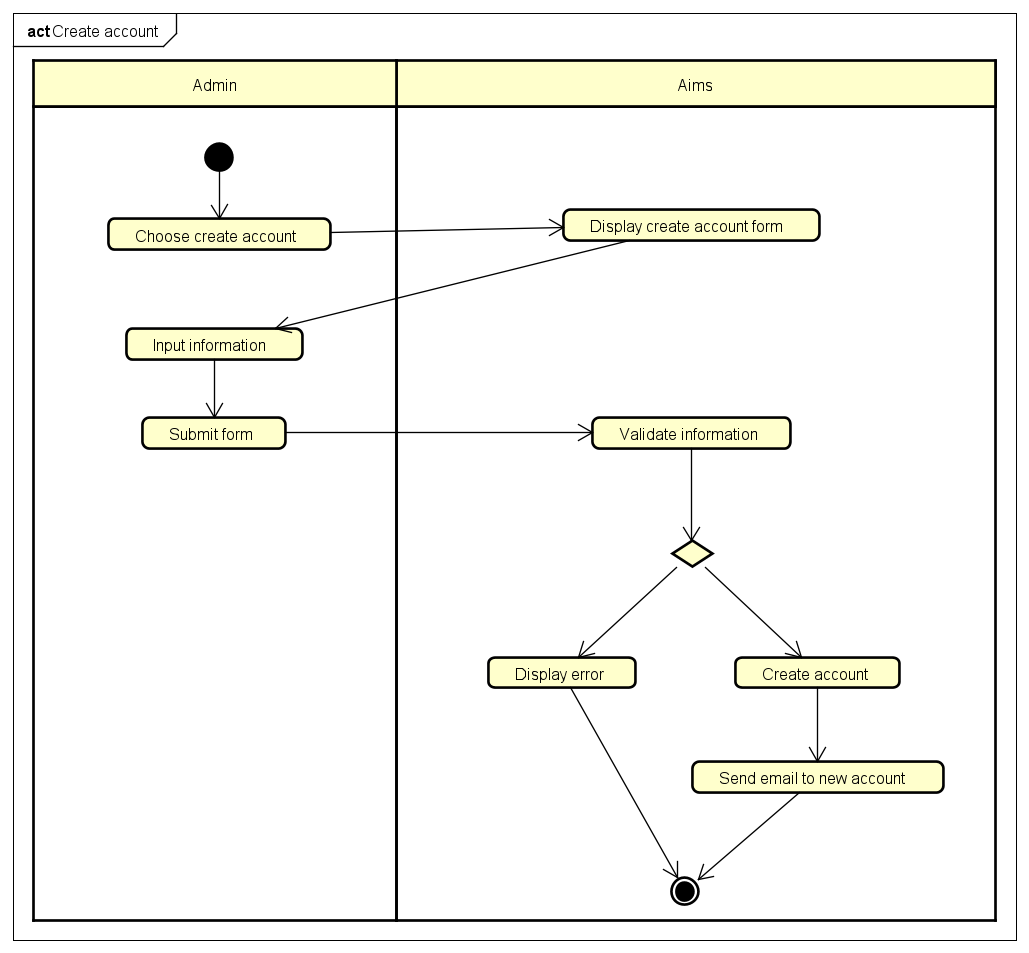 act Create account
Admin
Aims
Choose create account
Display create account form
Input information
Submit form
Validate information
Display error
Create account
Send email to new account